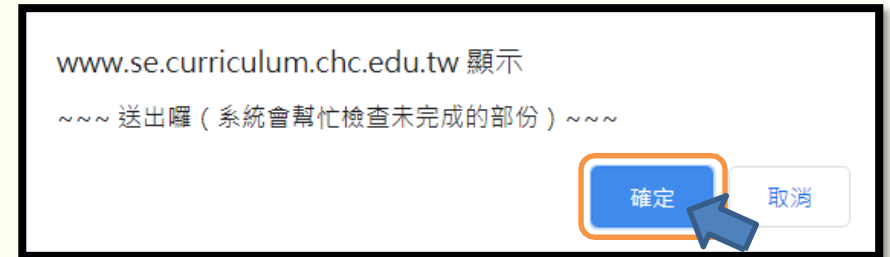 www.se.curriculum.chc.edu.tw 顯示
~~~ 送出囉 ( 系統會幫忙檢查未完成的部份 ) ~~~
確定
取消